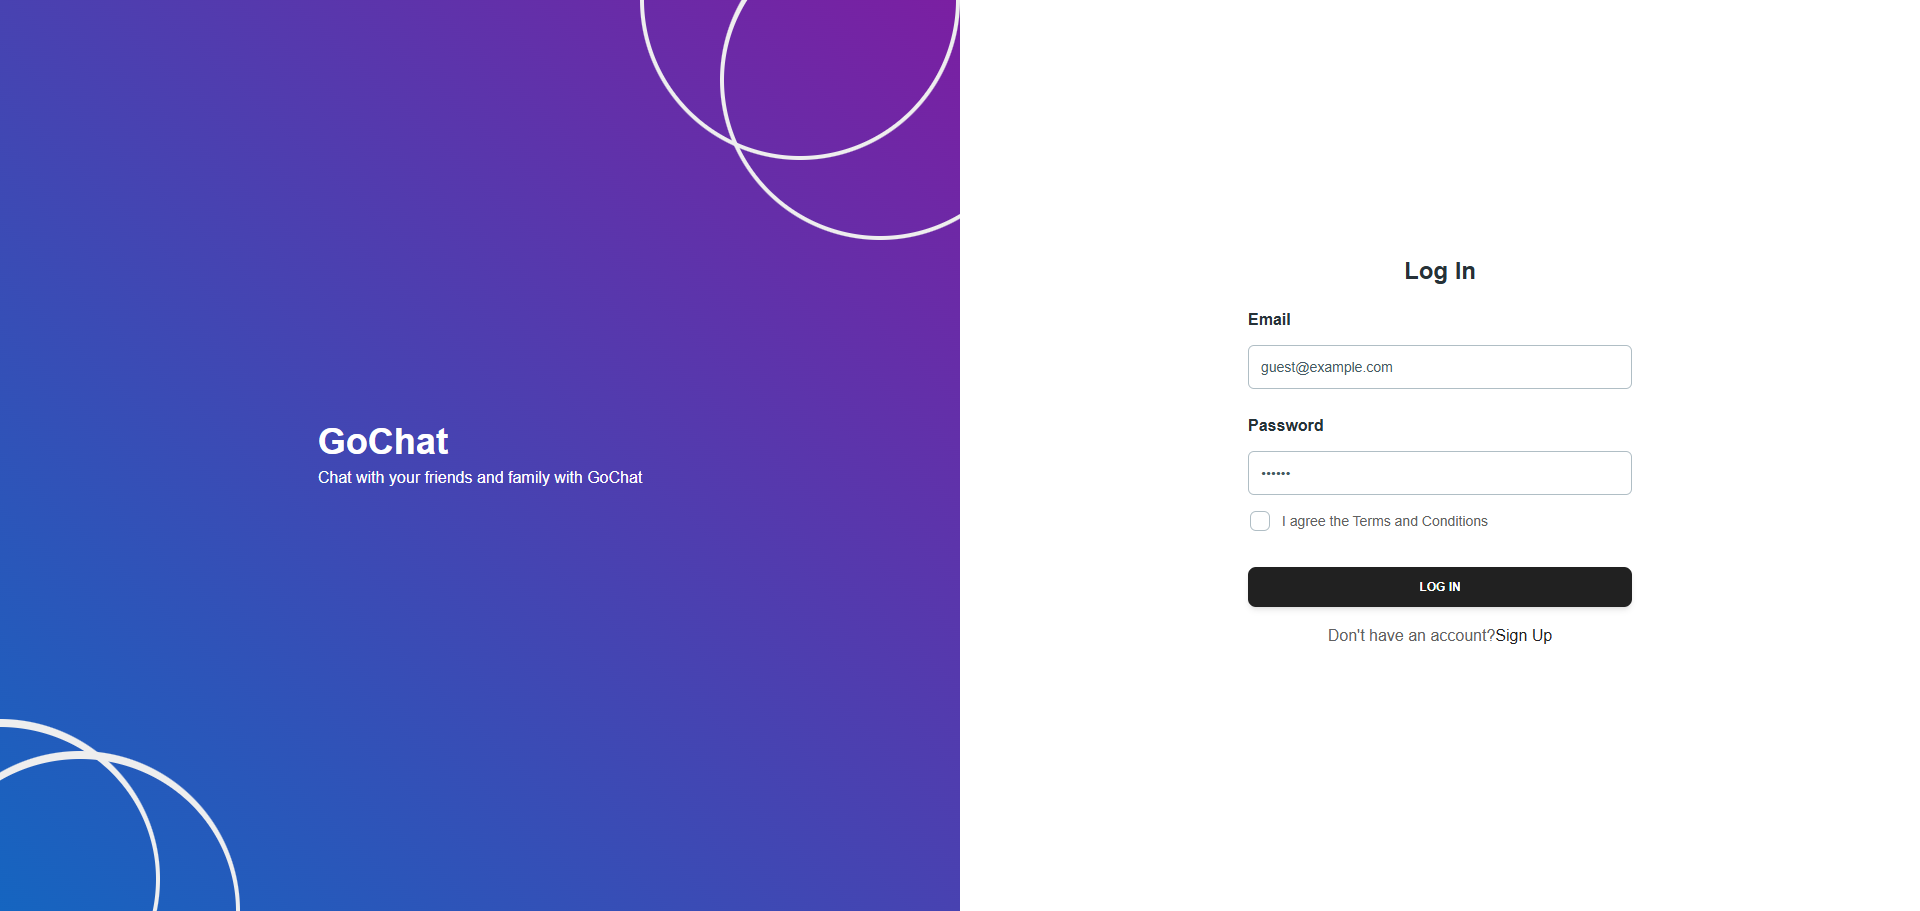 GoChat
Chat with your friends and family with GoChat
Log In
Email
guest@example.com
Password
••••••
I agree the Terms and Conditions
LOG IN
Don't have an account?Sign Up